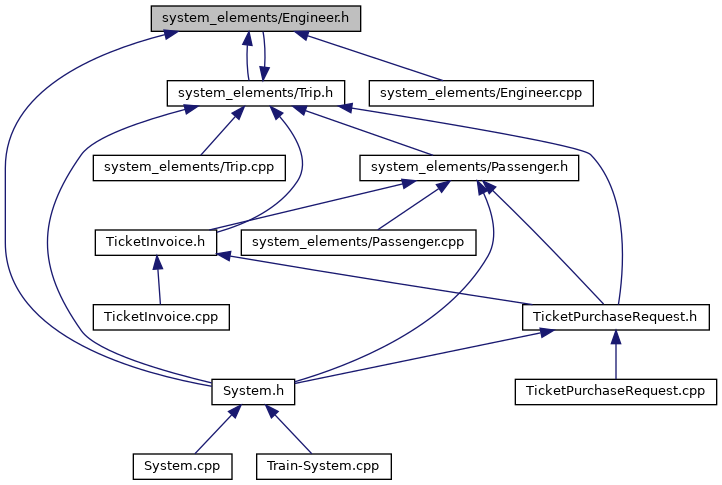 system_elements/Engineer.h
system_elements/Trip.h
system_elements/Engineer.cpp
system_elements/Trip.cpp
system_elements/Passenger.h
TicketInvoice.h
system_elements/Passenger.cpp
TicketInvoice.cpp
TicketPurchaseRequest.h
System.h
TicketPurchaseRequest.cpp
System.cpp
Train-System.cpp